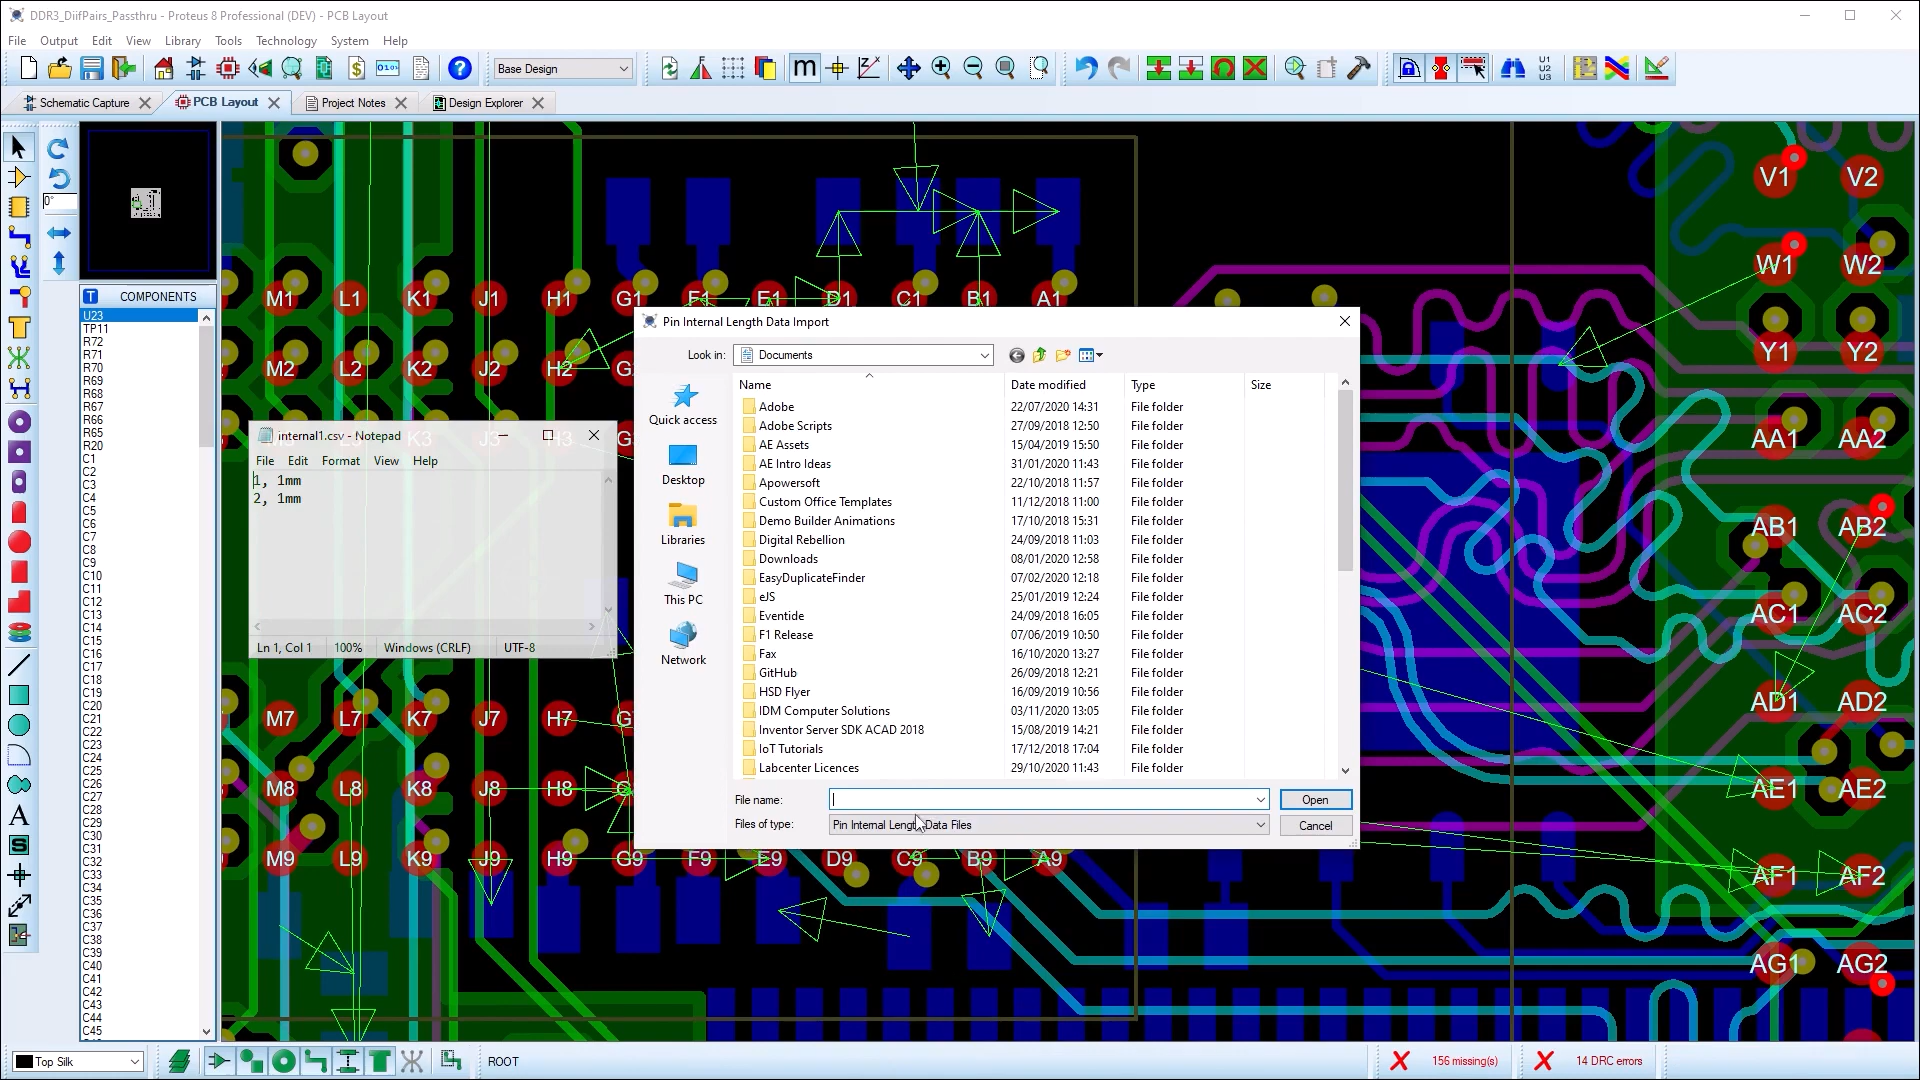 DDR3_DiifPairs_Passthru - Proteus 8 Professional (DEV) - PCB Layout
File Output Edit View Library Tools Technology System Help
Base Design
m
U1
U2
U3
Schematic Capture
PCB Layout
Project Notes
Design Explorer
0°
T COMPONENTS
U23
TP11
R72
R71
R70
R69
R68
R67
R66
R65
R20
C1
C2
C3
C4
C5
C6
C7
C8
C9
C10
C11
C12
C13
C14
C15
C16
C17
C18
C19
C20
C21
C22
C23
C24
C25
C26
C27
C28
C29
C30
C31
C32
C33
C34
C35
C36
C37
C38
C39
C40
C41
C42
C43
C44
C45
M1 L1 K1 J1 H1 G1 F1 E1 D1 C1 B1 A1
M2 L2 K2 J2 H2
M7 L7 K7 J7 H7
M8 L8 K8 J8 H8
M9 L9 K9 J9 H9 G9 F9 E9 D9 C9 B9 A9
V1 V2
W1 W2
Y1 Y2
AA1 AA2
AB1 AB2
AC1 AC2
AD1 AD2
AE1 AE2
AF1 AF2
AG1 AG2
internal1.csv - Notepad
File Edit Format View Help
1, 1mm
2, 1mm
Ln 1, Col 1 100% Windows (CRLF) UTF-8
Pin Internal Length Data Import
Look in: Documents
Quick access
Desktop
Libraries
This PC
Network
Name Date modified Type Size
Adobe 22/07/2020 14:31 File folder
Adobe Scripts 27/09/2018 12:50 File folder
AE Assets 15/04/2019 15:50 File folder
AE Intro Ideas 31/01/2020 11:43 File folder
Apowersoft 22/10/2018 11:57 File folder
Custom Office Templates 11/12/2018 11:00 File folder
Demo Builder Animations 17/10/2018 15:31 File folder
Digital Rebellion 24/09/2018 11:03 File folder
Downloads 08/01/2020 12:58 File folder
EasyDuplicateFinder 07/02/2020 12:18 File folder
eJS 25/01/2019 12:24 File folder
Eventide 24/09/2018 16:05 File folder
F1 Release 07/06/2019 10:50 File folder
Fax 16/10/2020 13:27 File folder
GitHub 26/09/2018 12:21 File folder
HSD Flyer 16/09/2019 10:56 File folder
IDM Computer Solutions 03/11/2020 13:05 File folder
Inventor Server SDK ACAD 2018 15/08/2019 14:21 File folder
IoT Tutorials 17/12/2018 17:04 File folder
Labcenter Licences 29/10/2020 11:43 File folder
File name: Open
Files of type: Pin Internal Length Data Files Cancel
Top Silk
ROOT
156 missing(s)
14 DRC errors